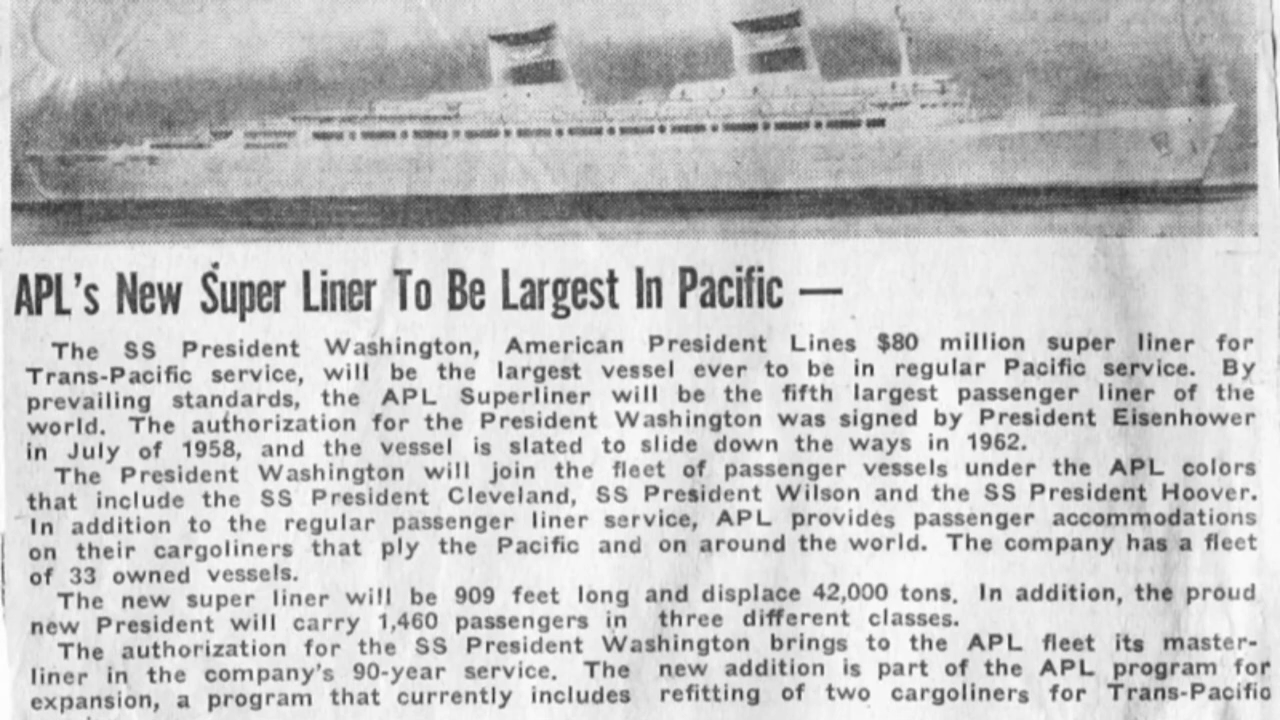 APL's New Super Liner To Be Largest In Pacific —
The SS President Washington, American President Lines $80 million super liner for
Trans-Pacific service, will be the largest vessel ever to be in regular Pacific service. By
prevailing standards, the APL Superliner will be the fifth largest passenger liner of the
world. The authorization for the President Washington was signed by President Eisenhower
in July of 1958, and the vessel is slated to slide down the ways in 1962.
The President Washington will join the fleet of passenger vessels under the APL colors
that include the SS President Cleveland, SS President Wilson and the SS President Hoover.
In addition to the regular passenger liner service, APL provides passenger accommodations
on their cargoliners that ply the Pacific and on around the world. The company has a fleet
of 33 owned vessels.
The new super liner will be 909 feet long and displace 42,000 tons. In addition, the proud
new President will carry 1,460 passengers in three different classes.
The authorization for the SS President Washington brings to the APL fleet its master-
liner in the company's 90-year service. The new addition is part of the APL program for
expansion, a program that currently includes refitting of two cargoliners for Trans-Pacific